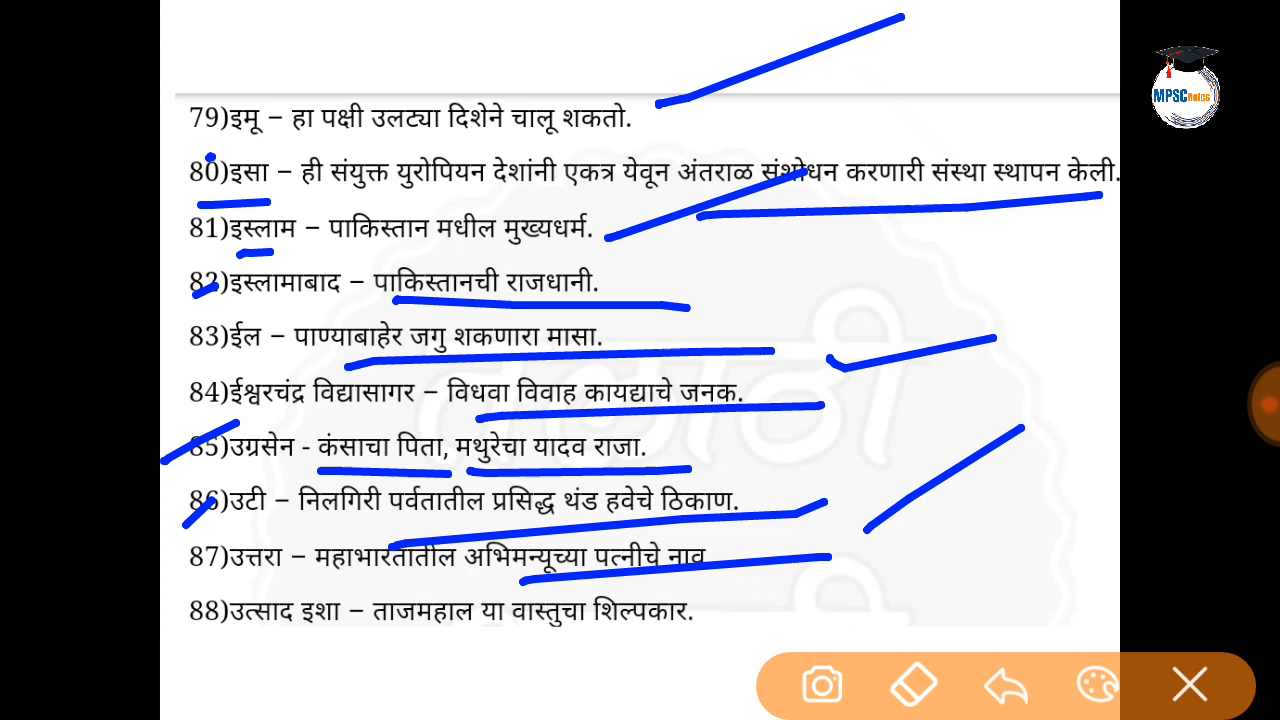 79)इमू – हा पक्षी उलट्या दिशेने चालू शकतो.
80)इसा – ही संयुक्त युरोपियन देशांनी एकत्र येवून अंतराळ संशोधन करणारी संस्था स्थापन केली.
81)इस्लाम – पाकिस्तान मधील मुख्यधर्म.
82)इस्लामाबाद – पाकिस्तानची राजधानी.
83)ईल – पाण्याबाहेर जगु शकणारा मासा.
84)ईश्वरचंद्र विद्यासागर – विधवा विवाह कायद्याचे जनक.
85)उग्रसेन - कंसाचा पिता, मथुरेचा यादव राजा.
86)उटी – निलगिरी पर्वतातील प्रसिद्ध थंड हवेचे ठिकाण.
87)उत्तरा – महाभारतातील अभिमन्यूच्या पत्नीचे नाव
88)उत्साद इशा – ताजमहाल या वास्तुचा शिल्पकार.
MPSC